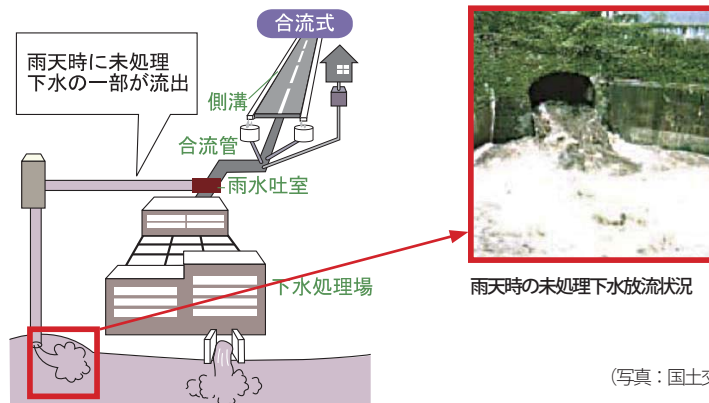 合流式
雨天時に未処理
下水の一部が流出
側溝
合流管
雨水吐室
下水処理場
雨天時の未処理下水放流状況
(写真:国土交